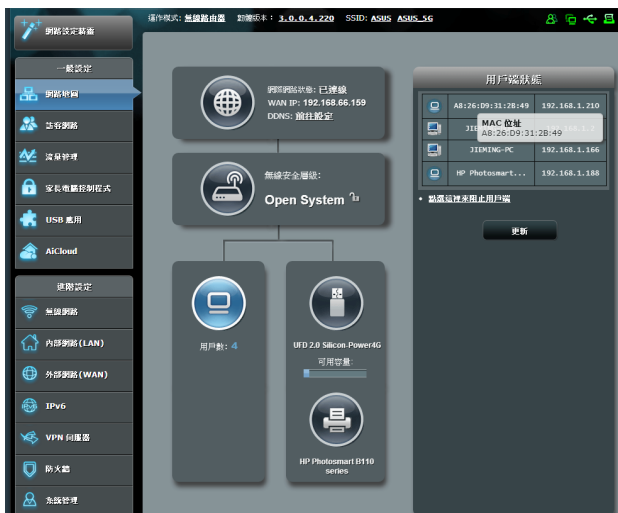 網路設定精靈
操作模式: 無線路由器 韌體版本: 3.0.0.4.220 SSID: ASUS ASUS_5G
一般設定
網路地圖
訪客網路
流量管理
家長電腦控制程式
USB 應用
AiCloud
進階設定
無線網路
內部網路(LAN)
外部網路(WAN)
IPv6
VPN 伺服器
防火牆
系統管理
網際網路狀態: 已連線
WAN IP: 192.168.66.159
DDNS: 前往設定
無線安全層級:
Open System
用戶數: 4
UFD 2.0 Silicon-Power4G
可用容量:
HP Photosmart B110
series
用戶端狀態
A8:26:D9:31:2B:49 192.168.1.210
MAC 位址
A8:26:D9:31:2B:49
JIEMING-PC 192.168.1.166
HP Photosmart... 192.168.1.188
點選這裡來阻止用戶端
更新